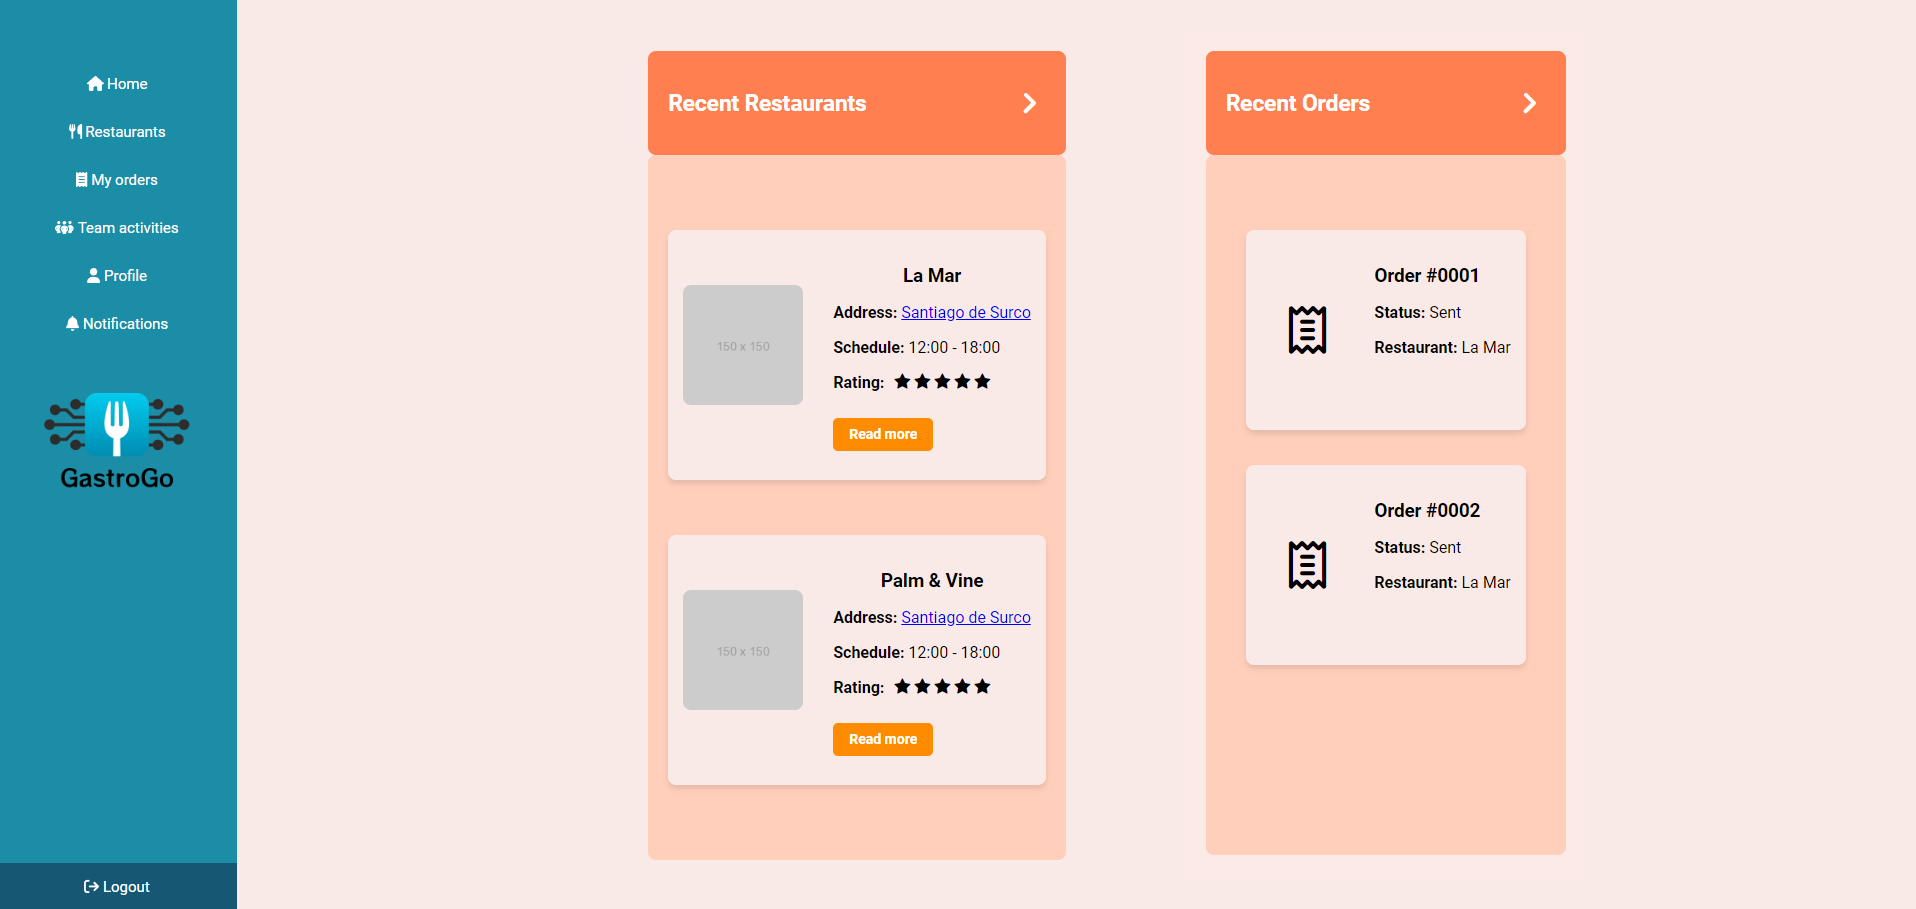 Home
Restaurants
My orders
Team activities
Profile
Notifications
GastroGo
Logout
Recent Restaurants
La Mar
150 x 150
Address: Santiago de Surco
Schedule: 12:00 - 18:00
Rating:
Read more
Palm & Vine
150 x 150
Address: Santiago de Surco
Schedule: 12:00 - 18:00
Rating:
Read more
Recent Orders
Order #0001
Status: Sent
Restaurant: La Mar
Order #0002
Status: Sent
Restaurant: La Mar